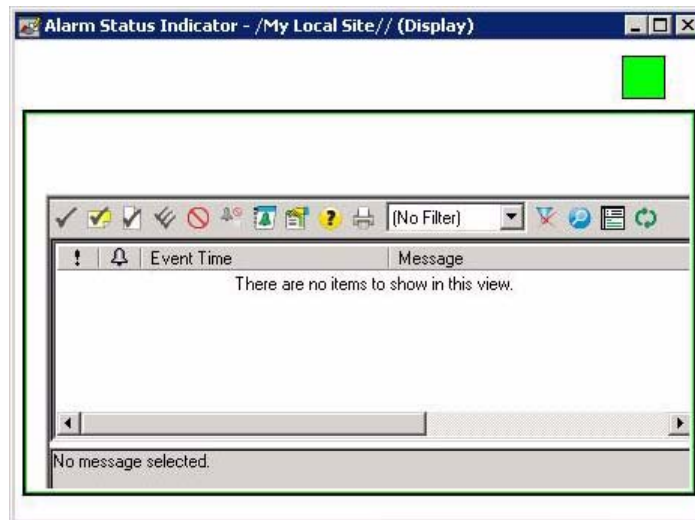 Alarm Status Indicator - /My Local Site// (Display)
(No Filter)
! Event Time Message
There are no items to show in this view.
No message selected.